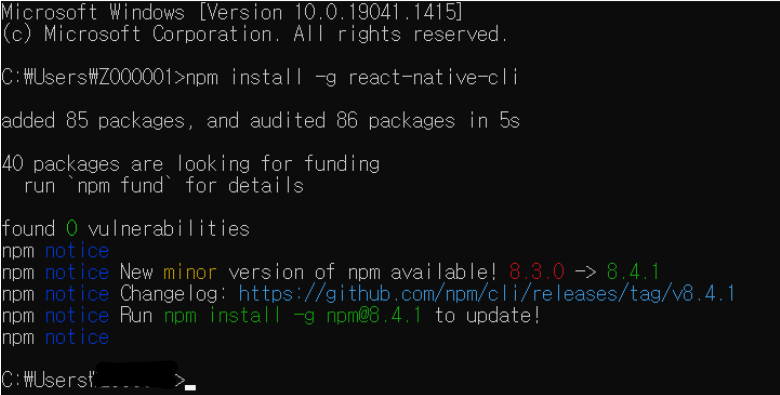 Microsoft Windows [Version 10.0.19041.1415]
(c) Microsoft Corporation. All rights reserved.
C:₩Users₩Z000001>npm install -g react-native-cli
added 85 packages, and audited 86 packages in 5s
40 packages are looking for funding
run `npm fund` for details
found 0 vulnerabilities
npm notice
npm notice New minor version of npm available! 8.3.0 -> 8.4.1
npm notice Changelog: https://github.com/npm/cli/releases/tag/v8.4.1
npm notice Run npm install -g npm@8.4.1 to update!
npm notice
C:₩Users₩>